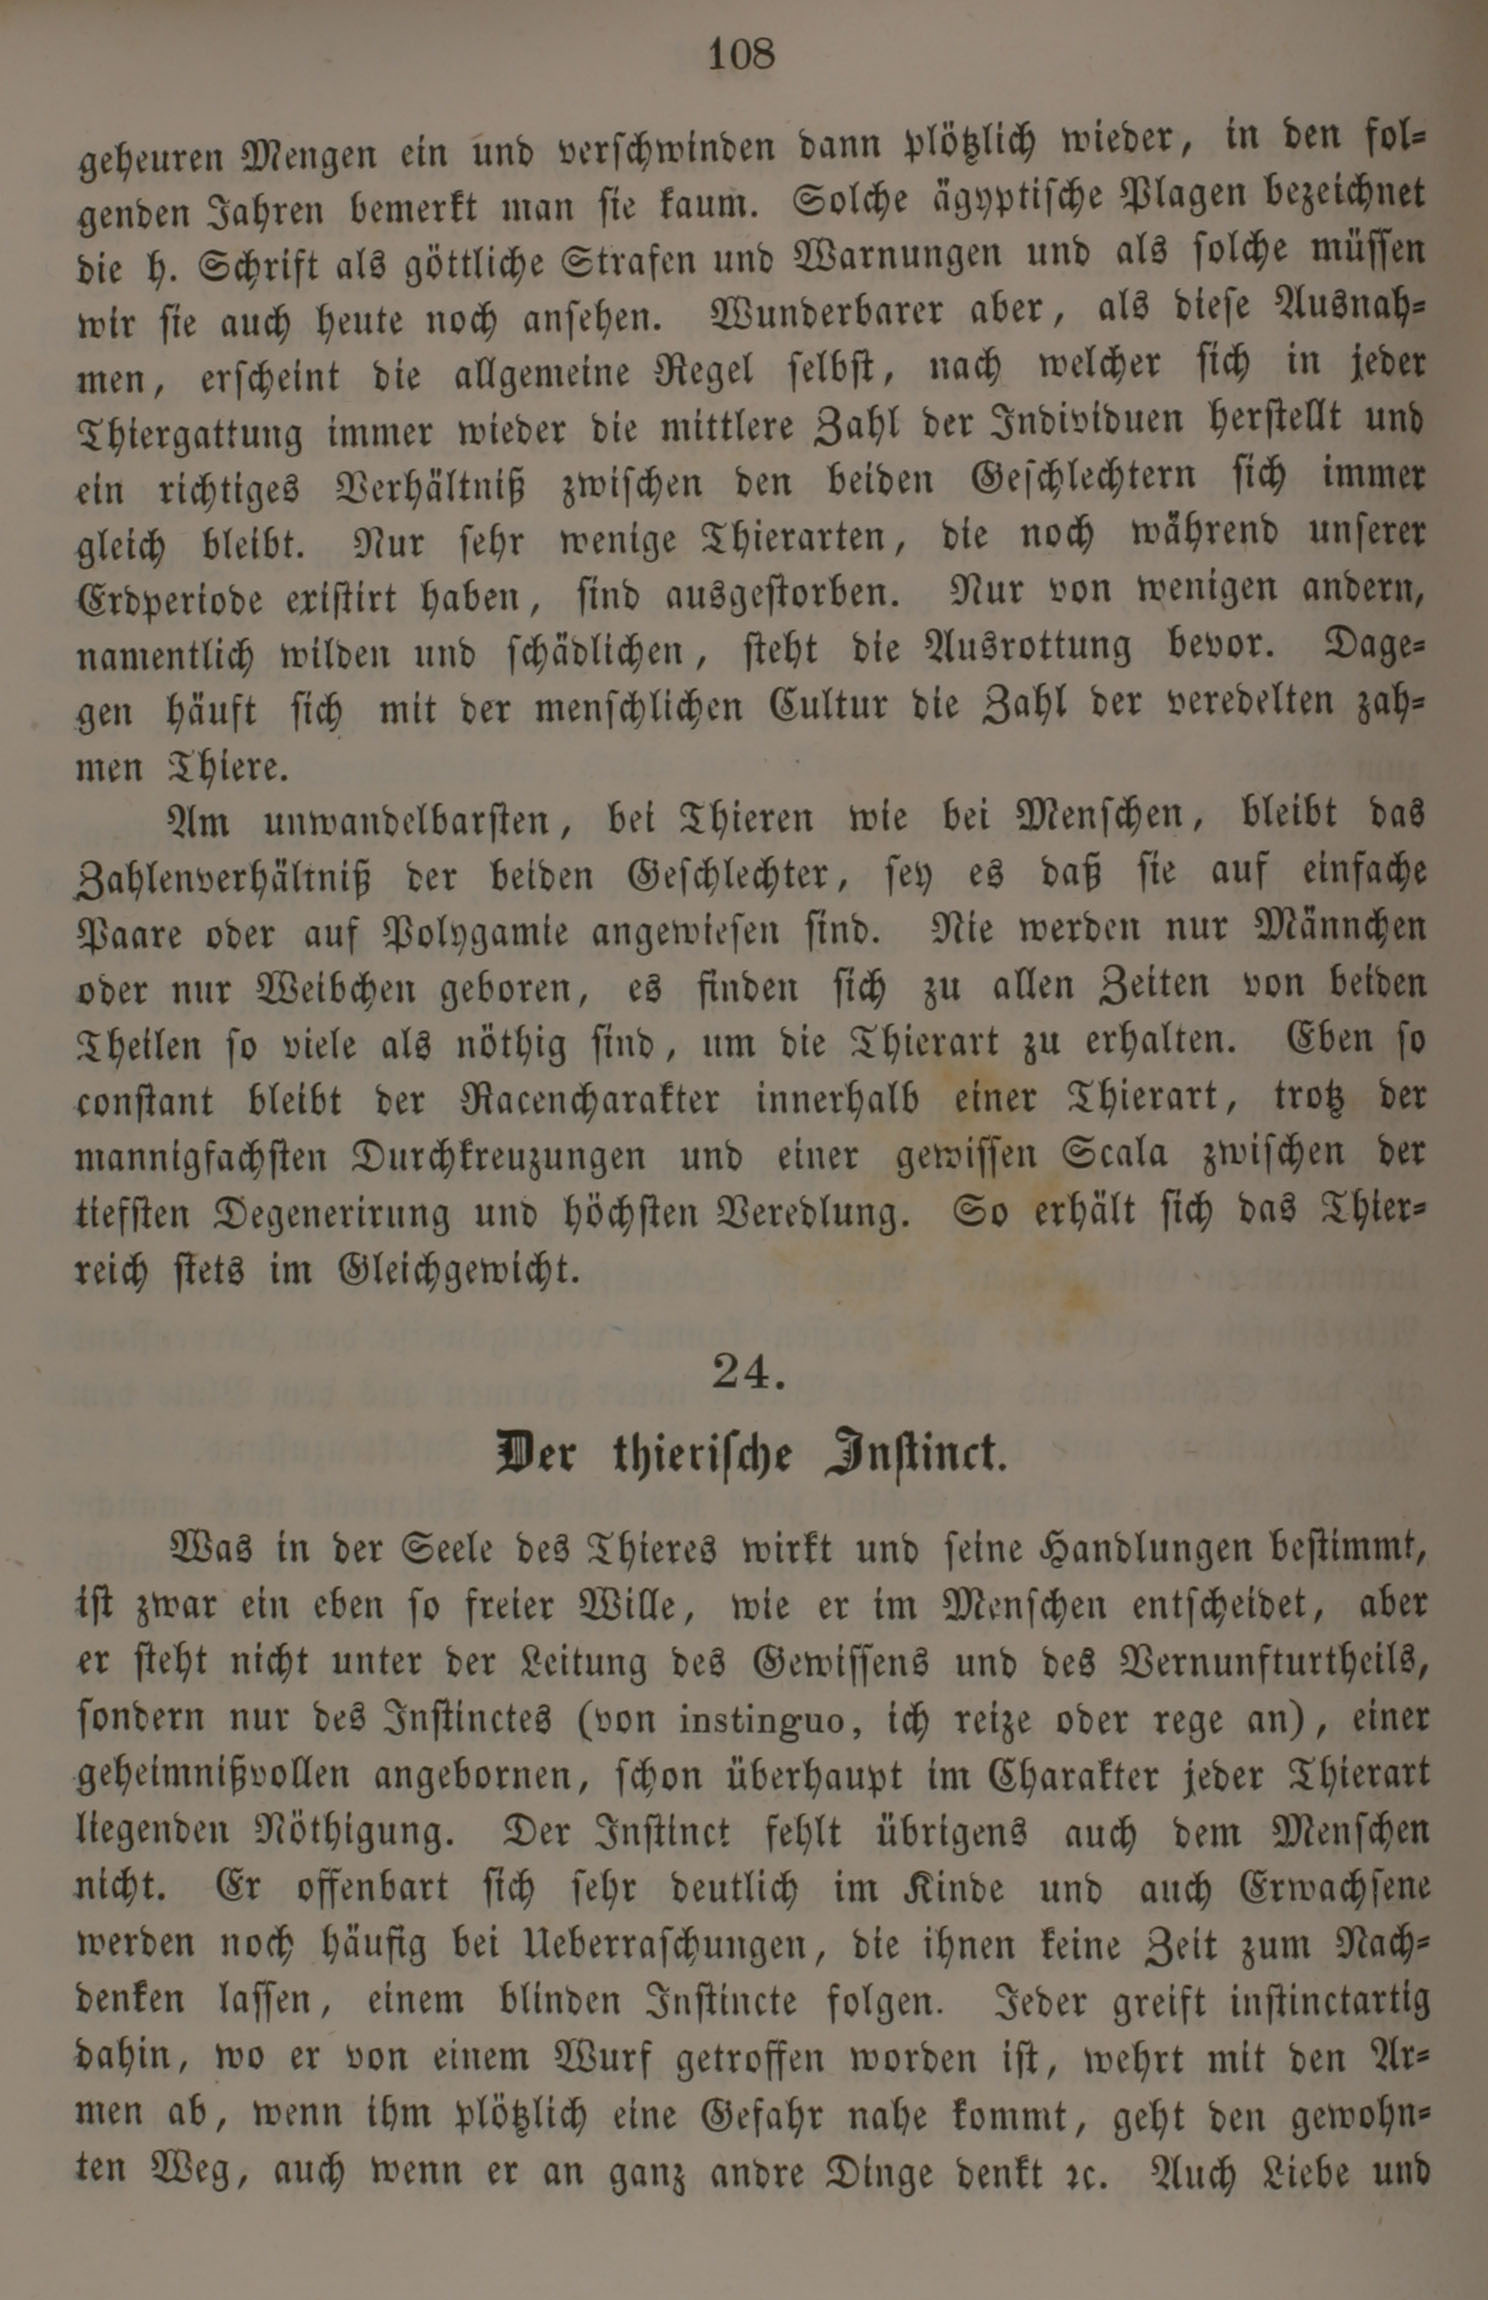 108
geheuren Mengen ein und verschwinden dann plötzlich wieder, in den fol-
genden Jahren bemerkt man sie kaum. Solche ägyptische Plagen bezeichnet
die h. Schrift als göttliche Strafen und Warnungen und als solche müssen
wir sie auch heute noch ansehen. Wunderbarer aber, als diese Ausnah-
men, erscheint die allgemeine Regel selbst, nach welcher sich in jeder
Thiergattung immer wieder die mittlere Zahl der Individuen herstellt und
ein richtiges Verhältniß zwischen den beiden Geschlechtern sich immer
gleich bleibt. Nur sehr wenige Thierarten, die noch während unserer
Erdperiode existirt haben, sind ausgestorben. Nur von wenigen andern,
namentlich wilden und schädlichen, steht die Ausrottung bevor. Dage-
gen häuft sich mit der menschlichen Cultur die Zahl der veredelten zah-
men Thiere.
Am unwandelbarsten, bei Thieren wie bei Menschen, bleibt das
Zahlenverhältniß der beiden Geschlechter, sey es daß sie auf einfache
Paare oder auf Polygamie angewiesen sind. Nie werden nur Männchen
oder nur Weibchen geboren, es finden sich zu allen Zeiten von beiden
Theilen so viele als nöthig sind, um die Thierart zu erhalten. Eben so
constant bleibt der Racencharakter innerhalb einer Thierart, trotz der
mannigfachsten Durchkreuzungen und einer gewissen Scala zwischen der
tiefsten Degenerirung und höchsten Veredlung. So erhält sich das Thier-
reich stets im Gleichgewicht.
24.
Der thierische Instinct.
Was in der Seele des Thieres wirkt und seine Handlungen bestimmt,
ist zwar ein eben so freier Wille, wie er im Menschen entscheidet, aber
er steht nicht unter der Leitung des Gewissens und des Vernunfturtheils,
sondern nur des Instinctes (von instinguo, ich reize oder rege an), einer
geheimnißvollen angebornen, schon überhaupt im Charakter jeder Thierart
liegenden Nöthigung. Der Instinct fehlt übrigens auch dem Menschen
nicht. Er offenbart sich sehr deutlich im Kinde und auch Erwachsene
werden noch häufig bei Ueberraschungen, die ihnen keine Zeit zum Nach-
denken lassen, einem blinden Instincte folgen. Jeder greift instinctartig
dahin, wo er von einem Wurf getroffen worden ist, wehrt mit den Ar-
men ab, wenn ihm plötzlich eine Gefahr nahe kommt, geht den gewohn-
ten Weg, auch wenn er an ganz andre Dinge denkt ꝛc. Auch Liebe und